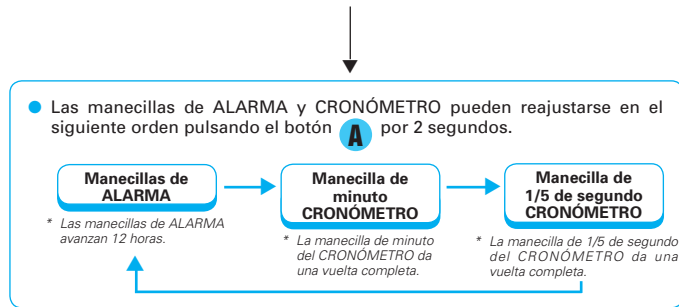 ● Las manecillas de ALARMA y CRONÓMETRO pueden reajustarse en el
siguiente orden pulsando el botón A por 2 segundos.
Manecillas de
ALARMA
* Las manecillas de ALARMA
avanzan 12 horas.
Manecilla de
minuto
CRONÓMETRO
* La manecilla de minuto
del CRONÓMETRO da
una vuelta completa.
Manecilla de
1/5 de segundo
CRONÓMETRO
* La manecilla de 1/5 de segundo
del CRONÓMETRO da una
vuelta completa.